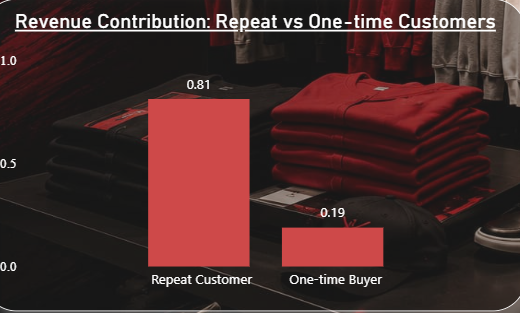 Revenue Contribution: Repeat vs One-time Customers
1.0
0.81
0.5
0.19
0.0
Repeat Customer
One-time Buyer